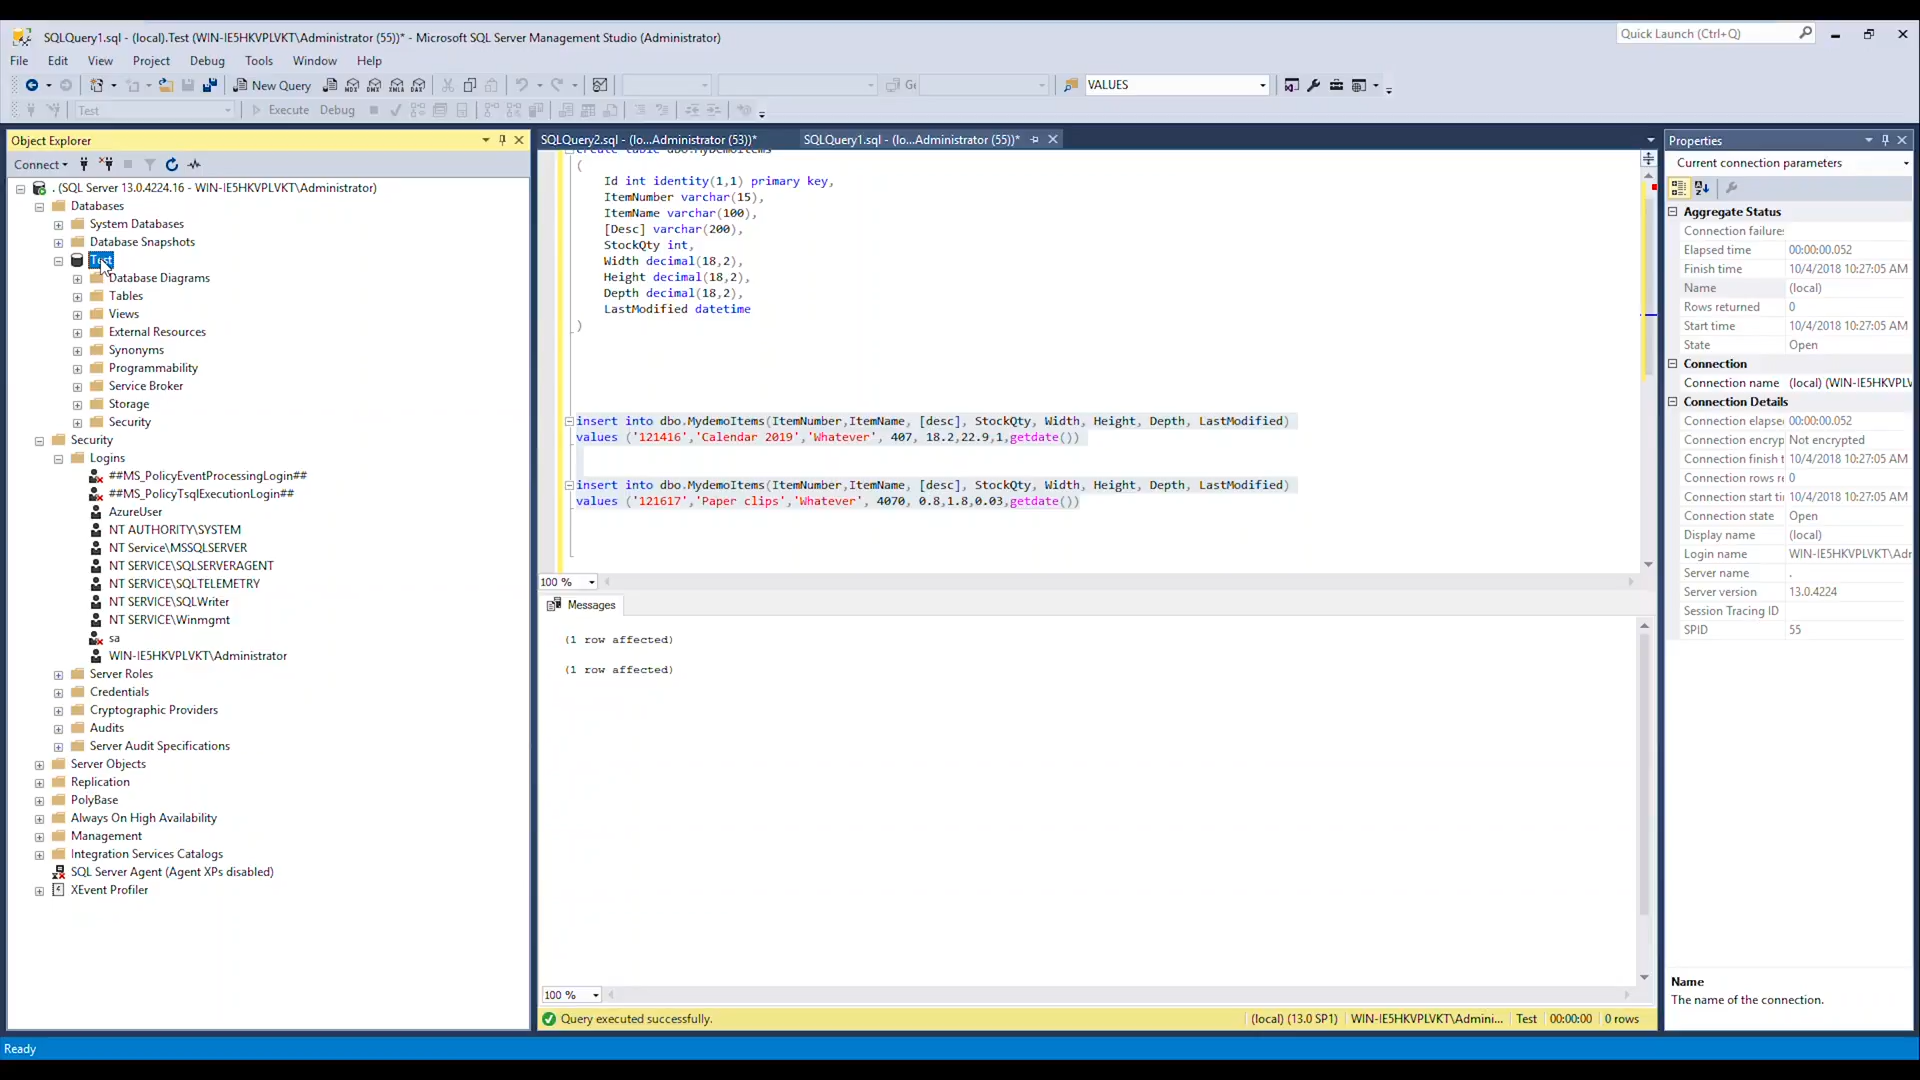 SQLQuery1.sql - (local).Test (WIN-IE5HKVPLVKT\Administrator (55))* - Microsoft SQL Server Management Studio (Administrator)
Quick Launch (Ctrl+Q)
File Edit View Project Debug Tools Window Help
New Query
VALUES
Test
Execute Debug
Object Explorer
Connect
. (SQL Server 13.0.4224.16 - WIN-IE5HKVPLVKT\Administrator)
Databases
System Databases
Database Snapshots
Test
Database Diagrams
Tables
Views
External Resources
Synonyms
Programmability
Service Broker
Storage
Security
Security
Logins
##MS_PolicyEventProcessingLogin##
##MS_PolicyTsqlExecutionLogin##
AzureUser
NT AUTHORITY\SYSTEM
NT Service\MSSQLSERVER
NT SERVICE\SQLSERVERAGENT
NT SERVICE\SQLTELEMETRY
NT SERVICE\SQLWriter
NT SERVICE\Winmgmt
sa
WIN-IE5HKVPLVKT\Administrator
Server Roles
Credentials
Cryptographic Providers
Audits
Server Audit Specifications
Server Objects
Replication
PolyBase
Always On High Availability
Management
Integration Services Catalogs
SQL Server Agent (Agent XPs disabled)
XEvent Profiler
SQLQuery2.sql - (lo...Administrator (53))*
SQLQuery1.sql - (lo...Administrator (55))*
create table dbo.MyDemoItems
(
Id int identity(1,1) primary key,
ItemNumber varchar(15),
ItemName varchar(100),
[Desc] varchar(200),
StockQty int,
Width decimal(18,2),
Height decimal(18,2),
Depth decimal(18,2),
LastModified datetime
)
insert into dbo.MydemoItems(ItemNumber,ItemName, [desc], StockQty, Width, Height, Depth, LastModified)
values ('121416','Calendar 2019','Whatever', 407, 18.2,22.9,1,getdate())
insert into dbo.MydemoItems(ItemNumber,ItemName, [desc], StockQty, Width, Height, Depth, LastModified)
values ('121617','Paper clips','Whatever', 4070, 0.8,1.8,0.03,getdate())
100 %
Messages
(1 row affected)
(1 row affected)
100 %
Query executed successfully.
(local) (13.0 SP1) WIN-IE5HKVPLVKT\Admini... Test 00:00:00 0 rows
Properties
Current connection parameters
Aggregate Status
Connection failures
Elapsed time 00:00:00.052
Finish time 10/4/2018 10:27:05 AM
Name (local)
Rows returned 0
Start time 10/4/2018 10:27:05 AM
State Open
Connection
Connection name (local) (WIN-IE5HKVPLV
Connection Details
Connection elapse 00:00:00.052
Connection encryp Not encrypted
Connection finish t 10/4/2018 10:27:05 AM
Connection rows re 0
Connection start ti 10/4/2018 10:27:05 AM
Connection state Open
Display name (local)
Login name WIN-IE5HKVPLVKT\Adr
Server name .
Server version 13.0.4224
Session Tracing ID
SPID 55
Name
The name of the connection.
Ready